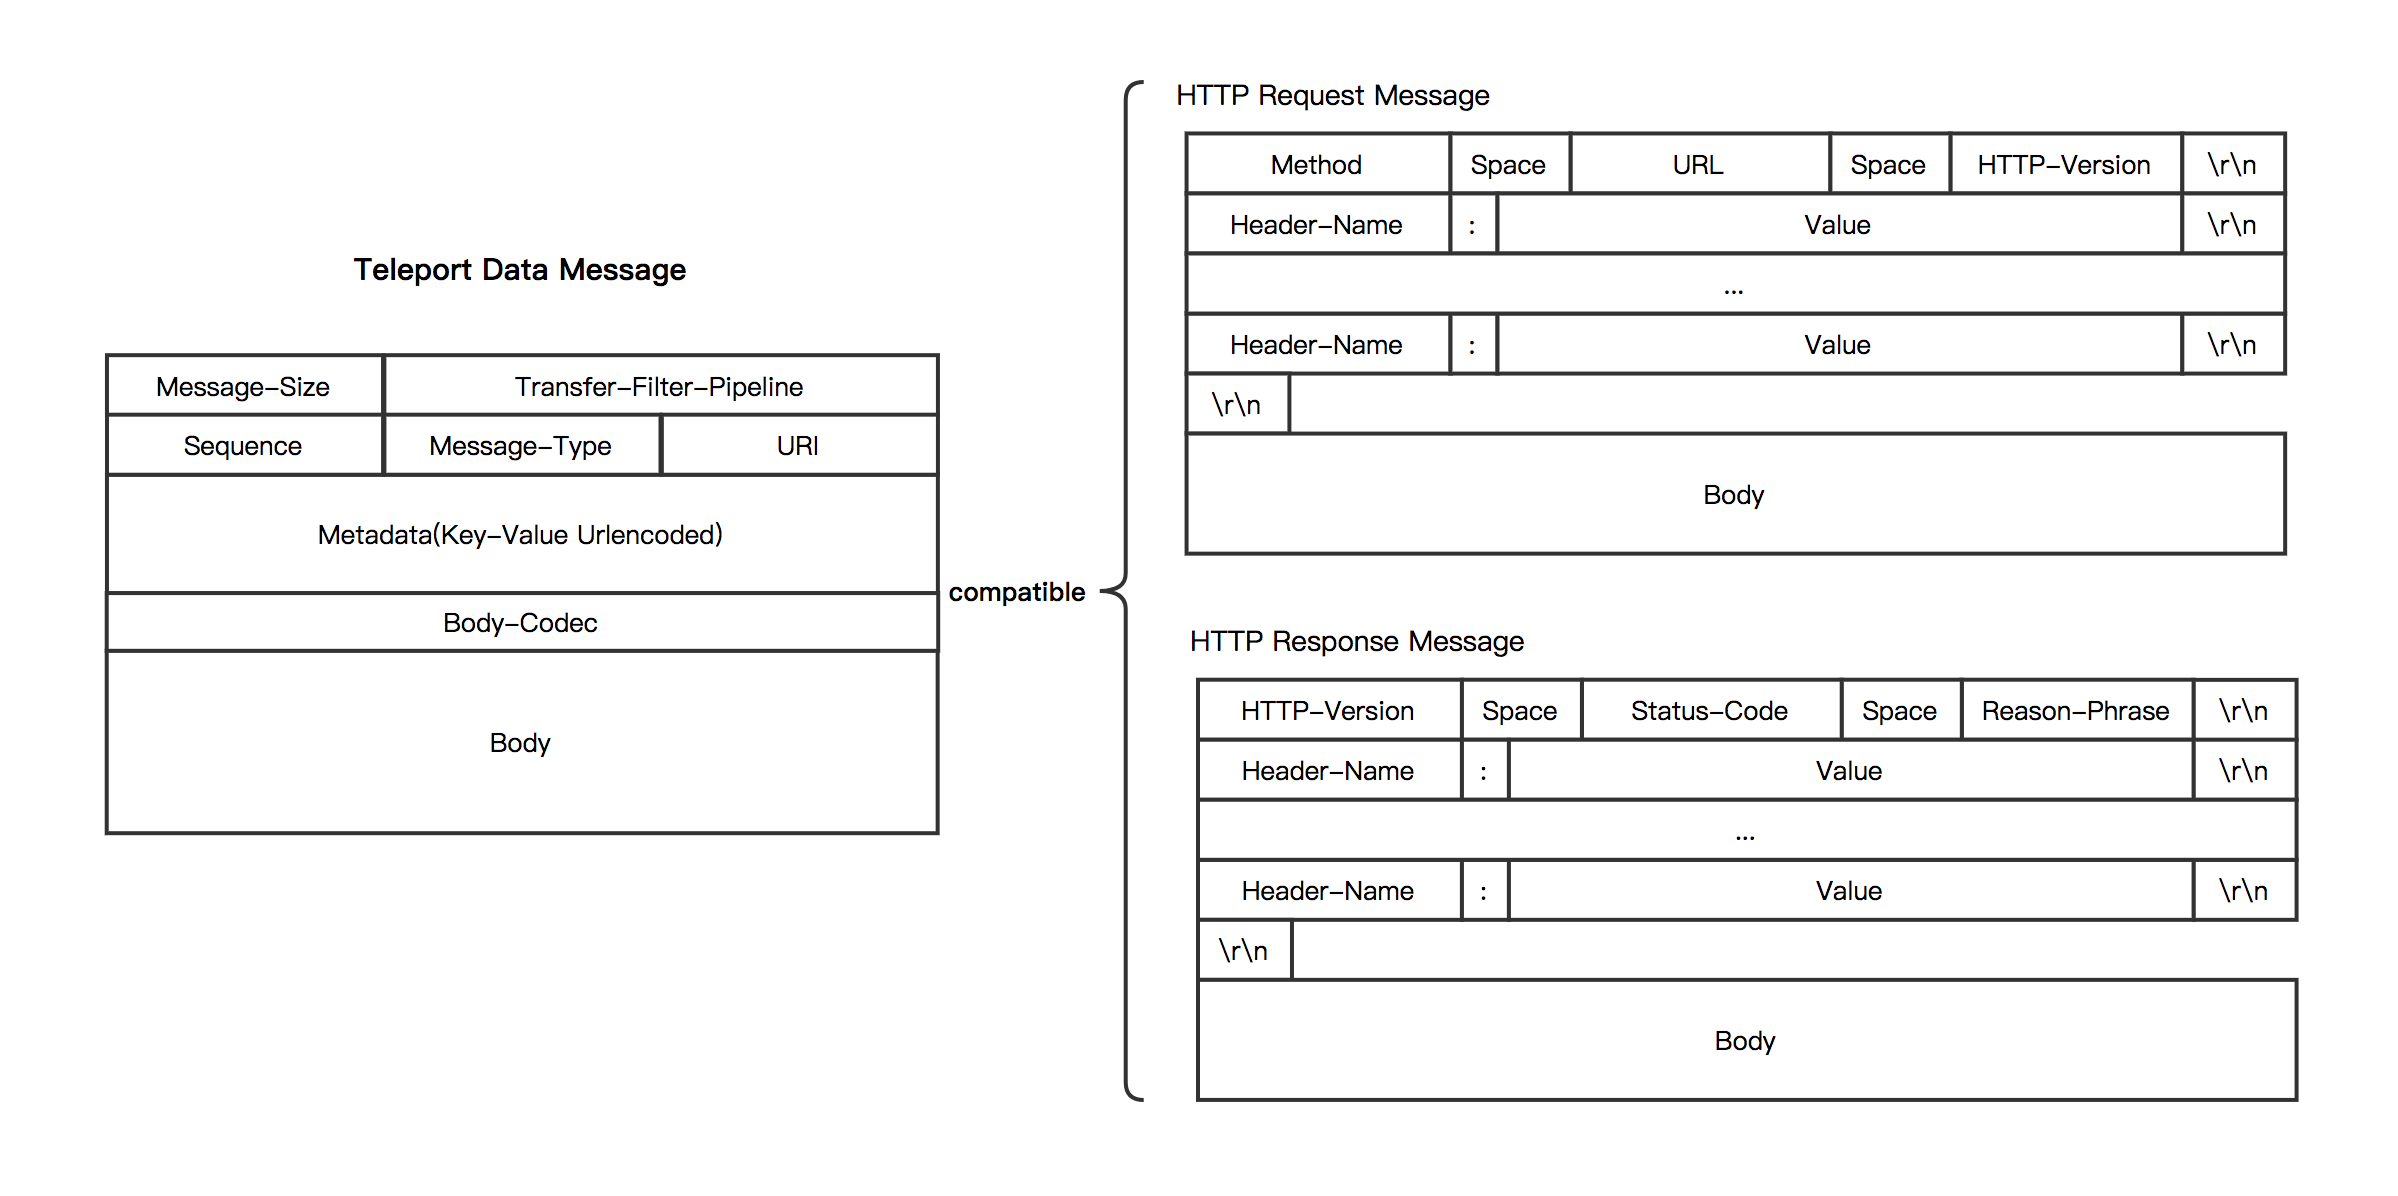 Teleport Data Message
Message-Size Transfer-Filter-Pipeline
Sequence Message-Type URI
Metadata(Key-Value Urlencoded)
Body-Codec
Body
compatible
HTTP Request Message
Method Space URL Space HTTP-Version \r\n
Header-Name : Value \r\n
...
Header-Name : Value \r\n
\r\n
Body
HTTP Response Message
HTTP-Version Space Status-Code Space Reason-Phrase \r\n
Header-Name : Value \r\n
...
Header-Name : Value \r\n
\r\n
Body